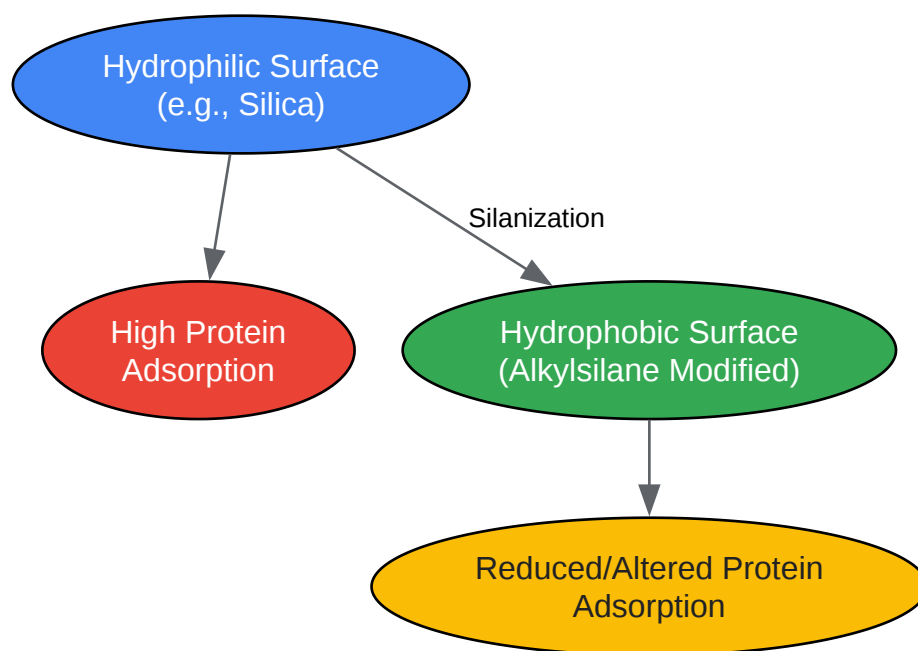 Hydrophilic Surface
(e.g., Silica)
Silanization
High Protein
Adsorption
Hydrophobic Surface
(Alkylsilane Modified)
Reduced/Altered Protein
Adsorption